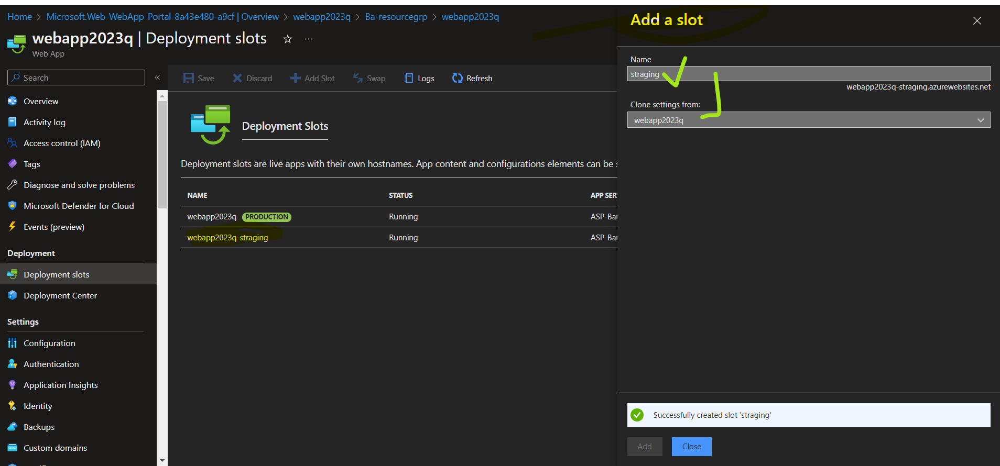 Home > Microsoft.Web-WebApp-Portal-8a43e480-a9cf | Overview > webapp2023q > Ba-resourcegrp > webapp2023q
webapp2023q | Deployment slots
Web App
Search
Overview
Activity log
Access control (IAM)
Tags
Diagnose and solve problems
Microsoft Defender for Cloud
Events (preview)
Deployment
Deployment slots
Deployment Center
Settings
Configuration
Authentication
Application Insights
Identity
Backups
Custom domains
Save Discard Add Slot Swap Logs Refresh
Deployment Slots
Deployment slots are live apps with their own hostnames. App content and configurations elements can be
NAME STATUS APP SER
webapp2023q PRODUCTION Running ASP-Ba
webapp2023q-straging Running ASP-Ba
Add a slot
Name
straging
webapp2023q-straging.azurewebsites.net
Clone settings from:
webapp2023q
Successfully created slot 'straging'
Add Close